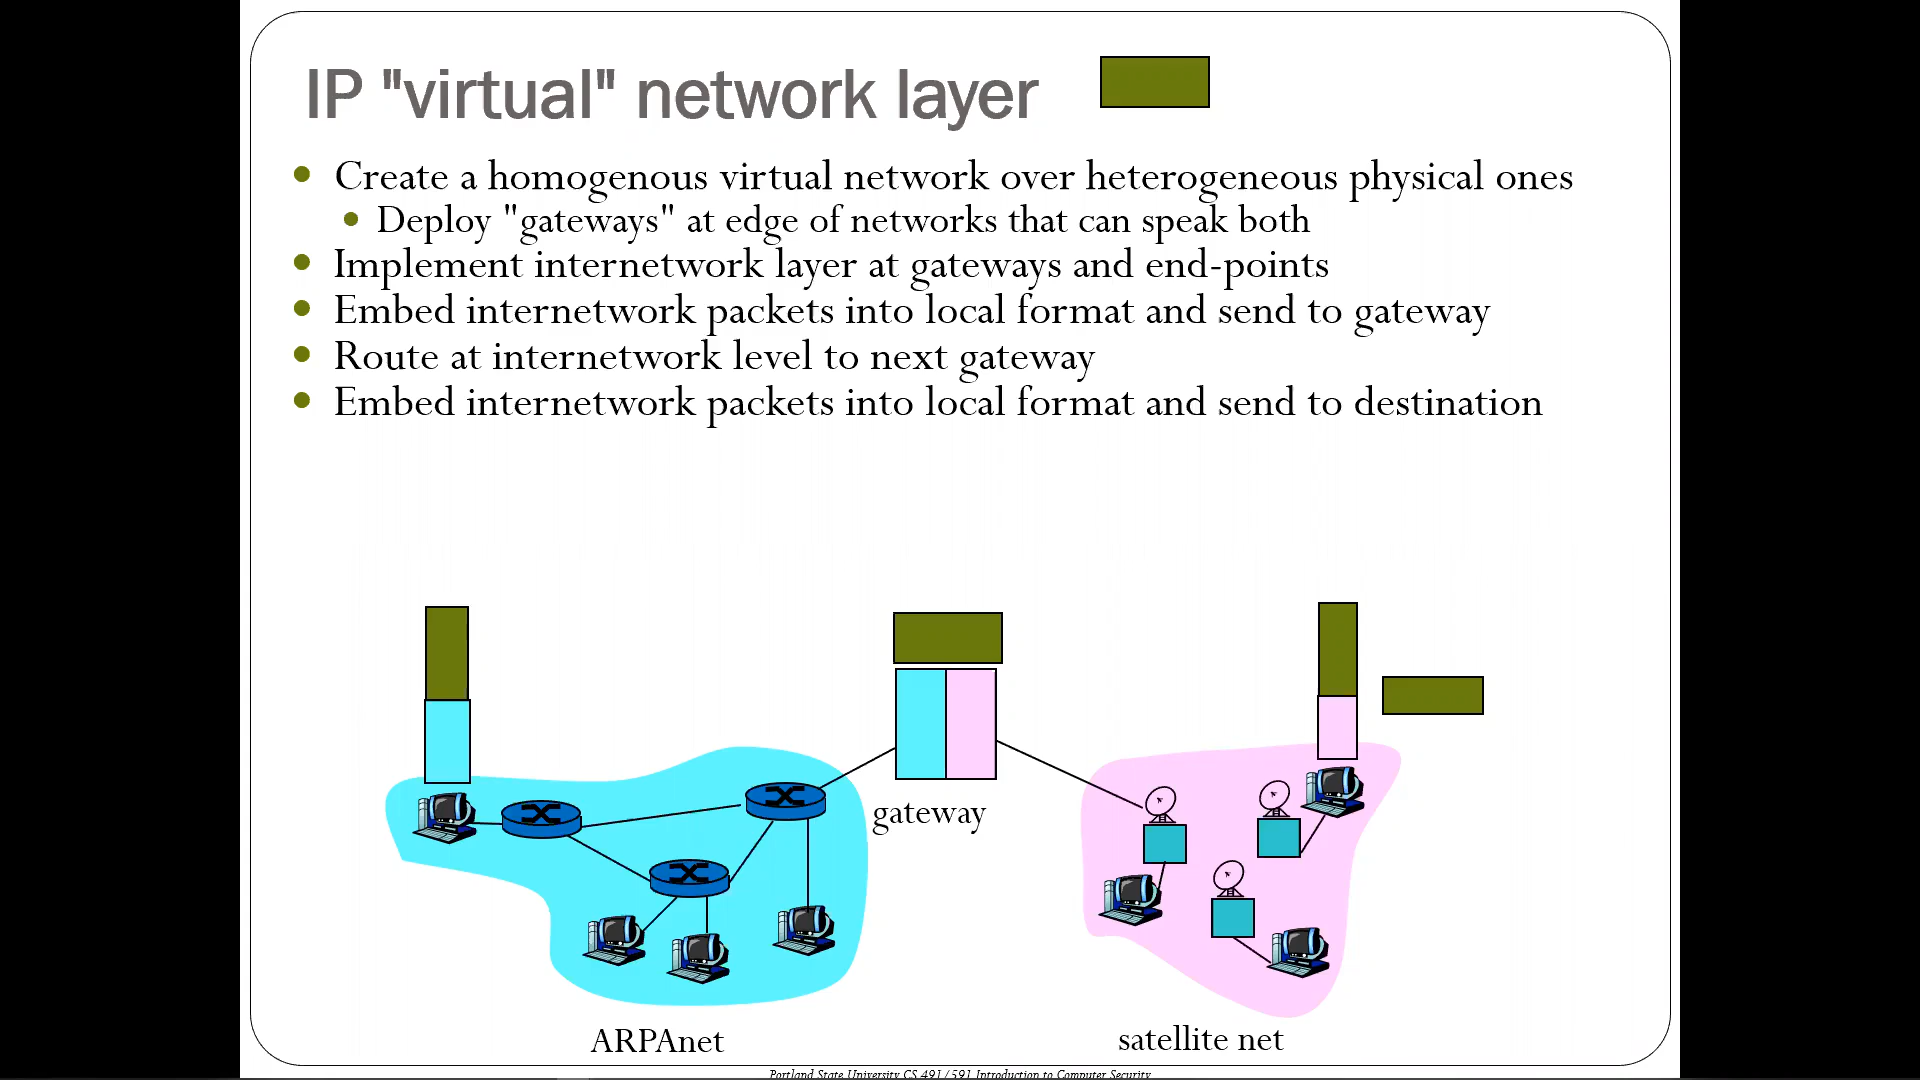 IP "virtual" network layer
Create a homogenous virtual network over heterogeneous physical ones
Deploy "gateways" at edge of networks that can speak both
Implement internetwork layer at gateways and end-points
Embed internetwork packets into local format and send to gateway
Route at internetwork level to next gateway
Embed internetwork packets into local format and send to destination
gateway
ARPAnet
satellite net
Portland State University CS 491/591 Introduction to Computer Security